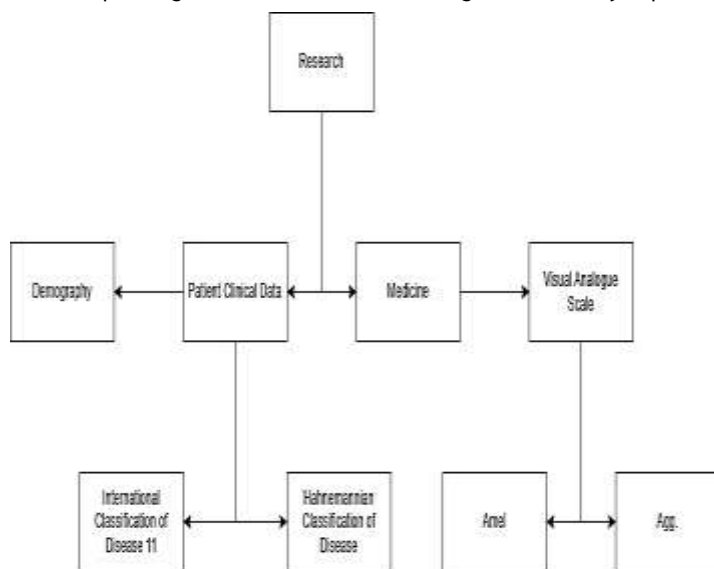 Research
Demography
Patient Clinical Data
Medicine
Visual Analogue
Scale
International
Classification of
Disease 11
Hahnemannian
Classification of
Disease
Amel
Agg.